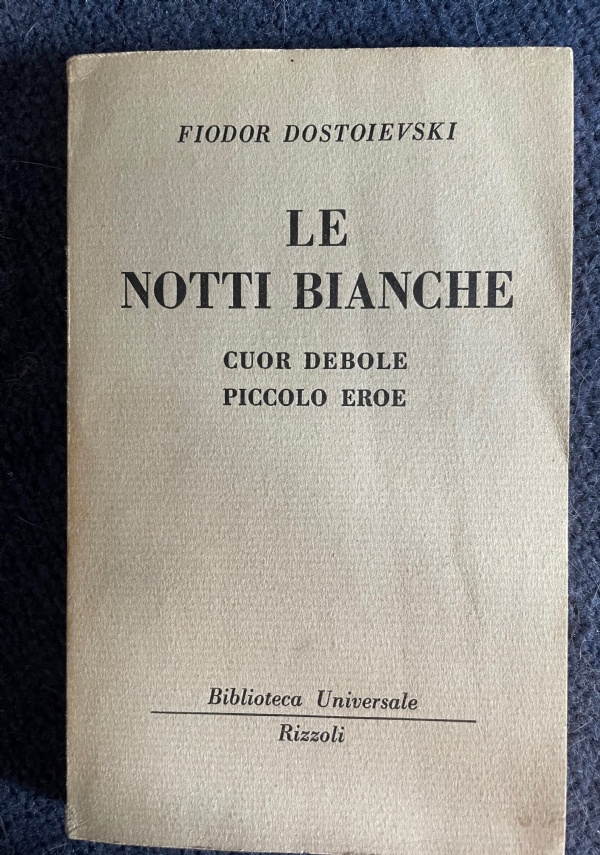 FIODOR DOSTOIEVSKI
LE
NOTTI BIANCHE
CUOR DEBOLE
PICCOLO EROE
Biblioteca Universale
Rizzoli